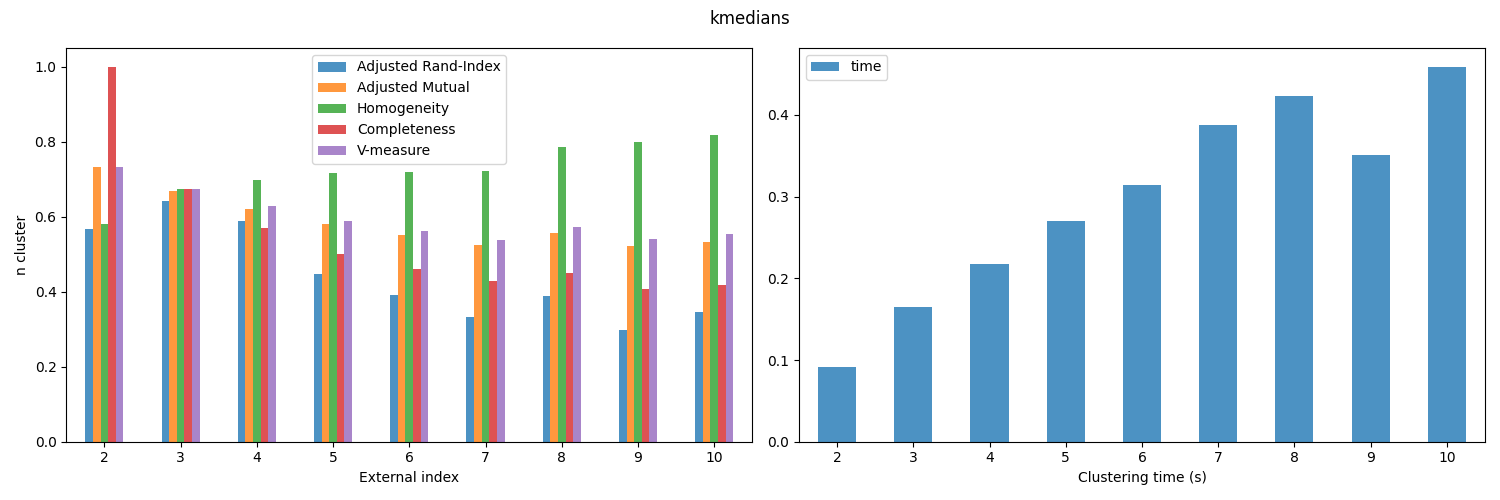 kmedians
1.0
0.8
0.6
0.4
0.2
0.0
n cluster
Adjusted Rand-Index
Adjusted Mutual
Homogeneity
Completeness
V-measure
2 3 4 5 6 7 8 9 10
External index
time
0.4
0.3
0.2
0.1
0.0
2 3 4 5 6 7 8 9 10
Clustering time (s)